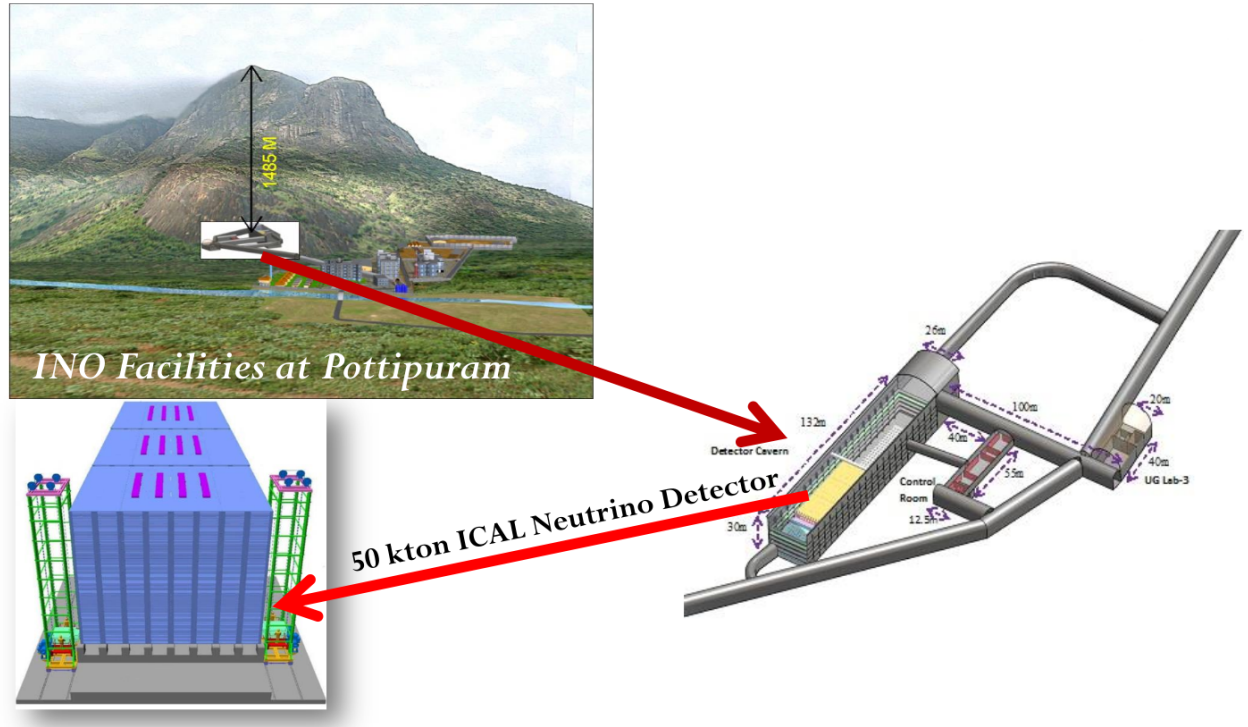 1485 M
INO Facilities at Pottipuram
26m
132m
100m
20m
Detector Cavern
40m
40m
55m
UG Lab-3
Control
Room
30m
12.5m
50 kton ICAL Neutrino Detector